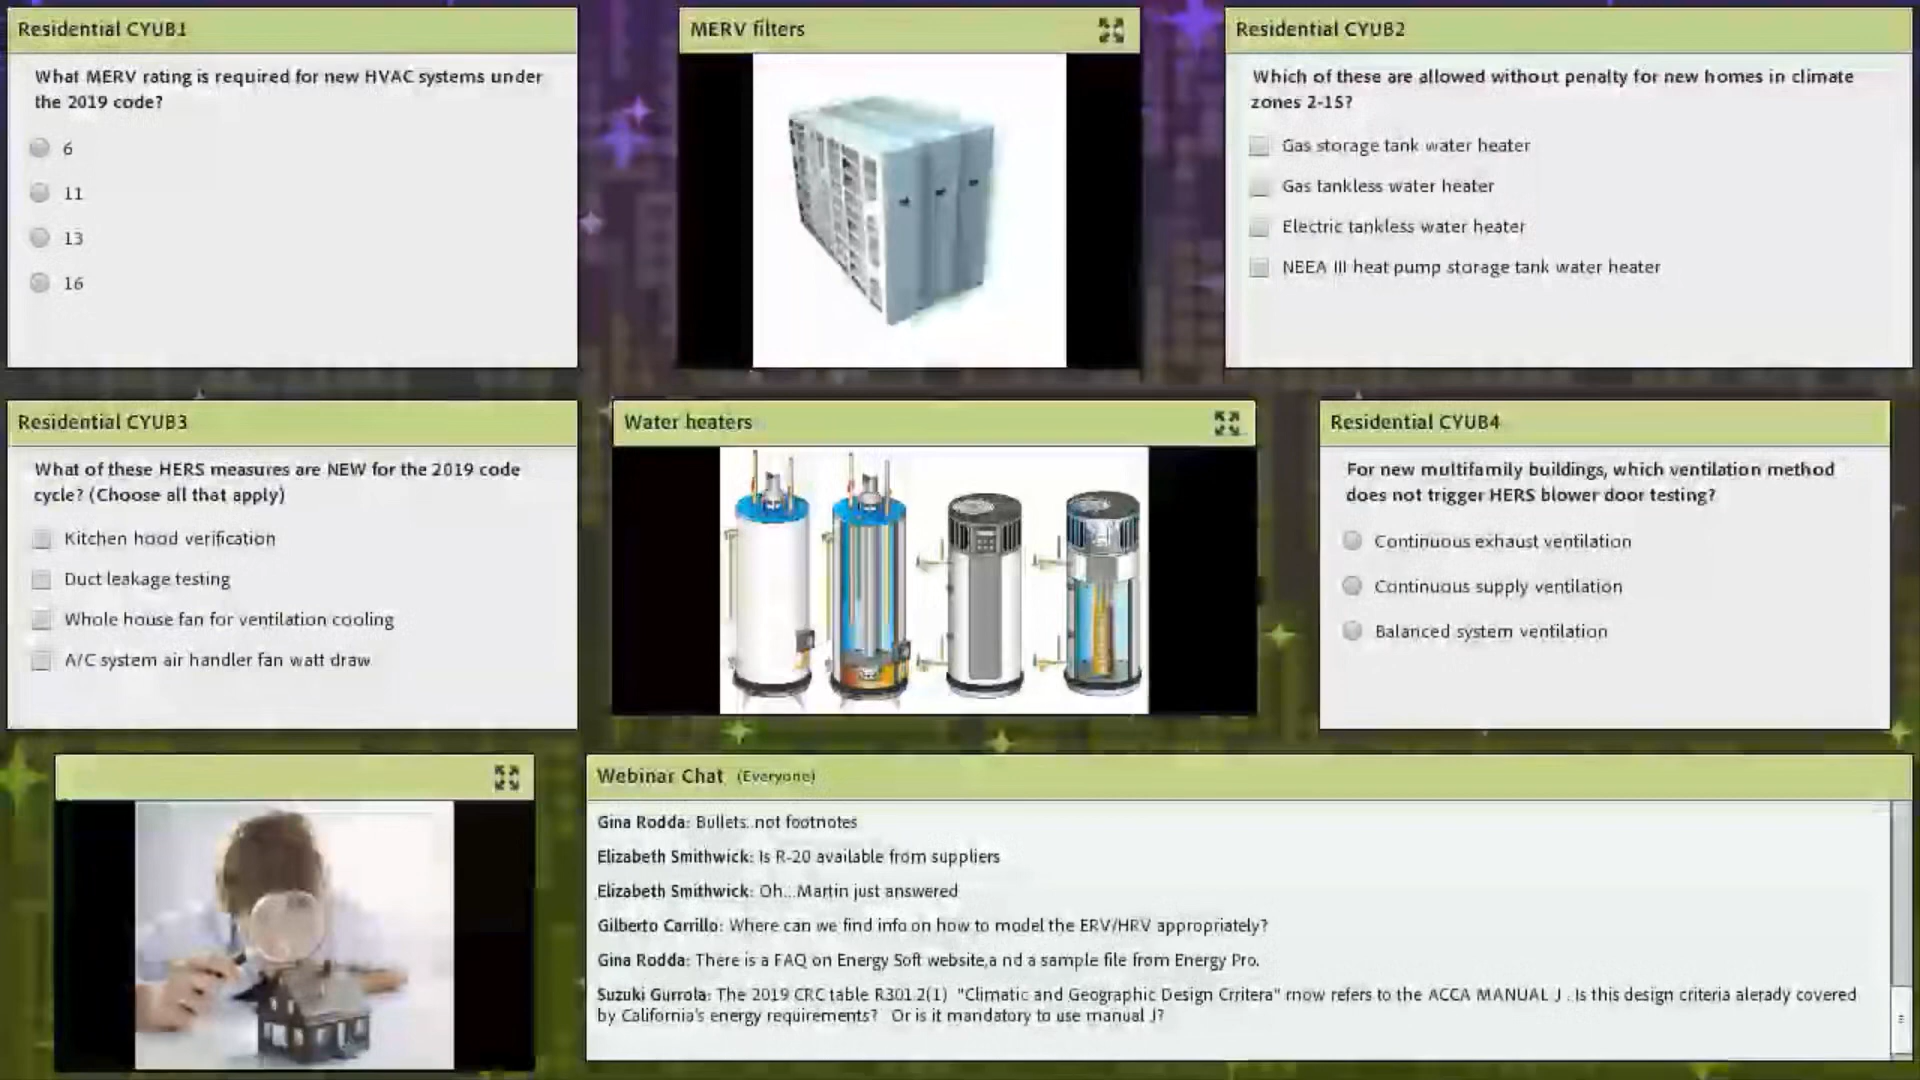 Residential CYUB1
What MERV rating is required for new HVAC systems under
the 2019 code?
6
11
13
16
MERV filters
Residential CYUB2
Which of these are allowed without penalty for new homes in climate
zones 2-15?
Gas storage tank water heater
Gas tankless water heater
Electric tankless water heater
NEEA III heat pump storage tank water heater
Residential CYUB3
What of these HERS measures are NEW for the 2019 code
cycle? (Choose all that apply)
Kitchen hood verification
Duct leakage testing
Whole house fan for ventilation cooling
A/C system air handler fan watt draw
Water heaters
Residential CYUB4
For new multifamily buildings, which ventilation method
does not trigger HERS blower door testing?
Continuous exhaust ventilation
Continuous supply ventilation
Balanced system ventilation
Webinar Chat (Everyone)
Gina Rodda: Bullets..not footnotes
Elizabeth Smithwick: Is R-20 available from suppliers
Elizabeth Smithwick: Oh...Martin just answered
Gilberto Carrillo: Where can we find info on how to model the ERV/HRV appropriately?
Gina Rodda: There is a FAQ on Energy Soft website,a nd a sample file from Energy Pro.
Suzuki Gurrola: The 2019 CRC table R301.2(1) "Climatic and Geographic Design Crritera" rnow refers to the ACCA MANUAL J . Is this design criteria alerady covered
by California's energy requirements? Or is it mandatory to use manual J?